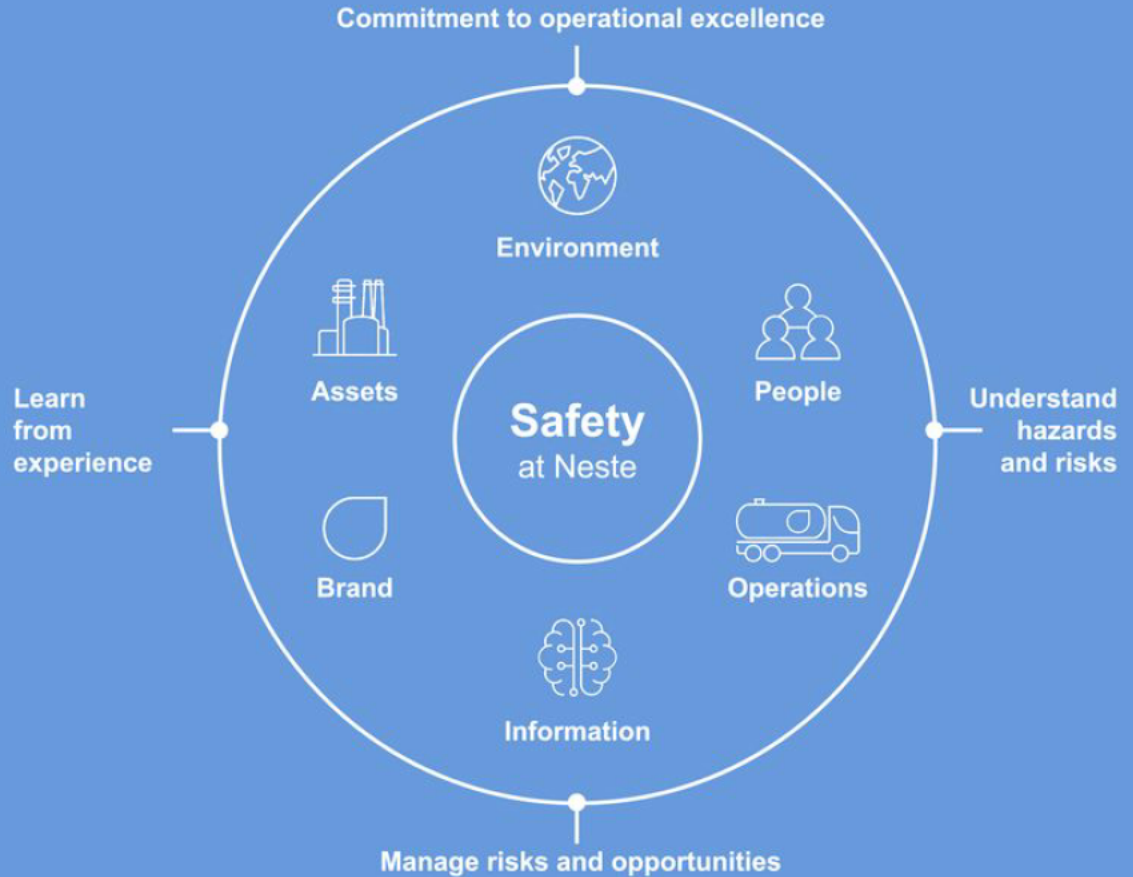 Commitment to operational excellence
Environment
Assets
People
Learn
from
experience
Safety
at Neste
Understand
hazards
and risks
Brand
Operations
Information
Manage risks and opportunities